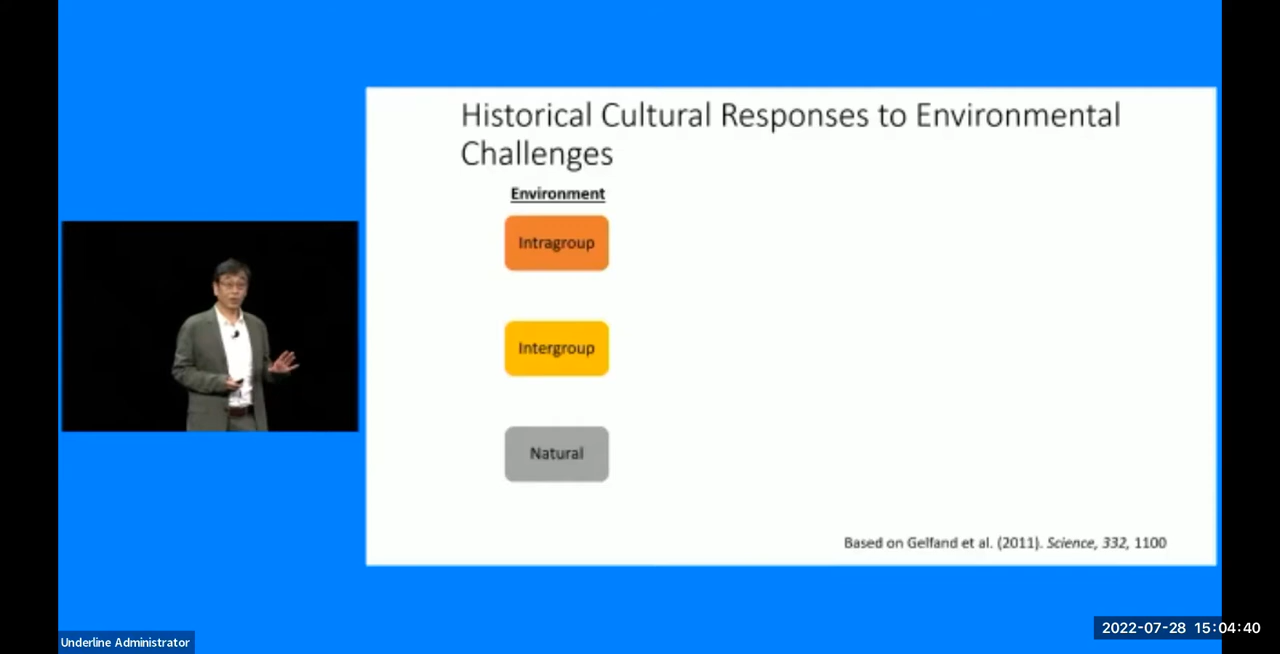 Historical Cultural Responses to Environmental
Challenges
Environment
Intragroup
Intergroup
Natural
Based on Gelfand et al. (2011). Science, 332, 1100
Underline Administrator
2022-07-28 15:04:40